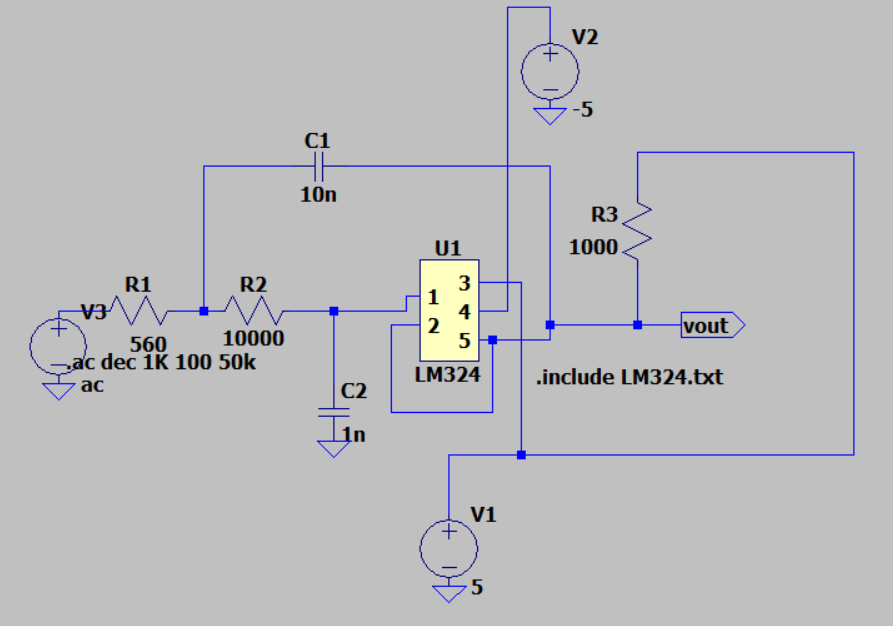 V2
-5
C1
10n
R3
1000
U1
R1
R2
V3
3
1
4
2
5
560
10000
vout
.ac dec 1K 100 50k
LM324
.include LM324.txt
ac
C2
1n
V1
5